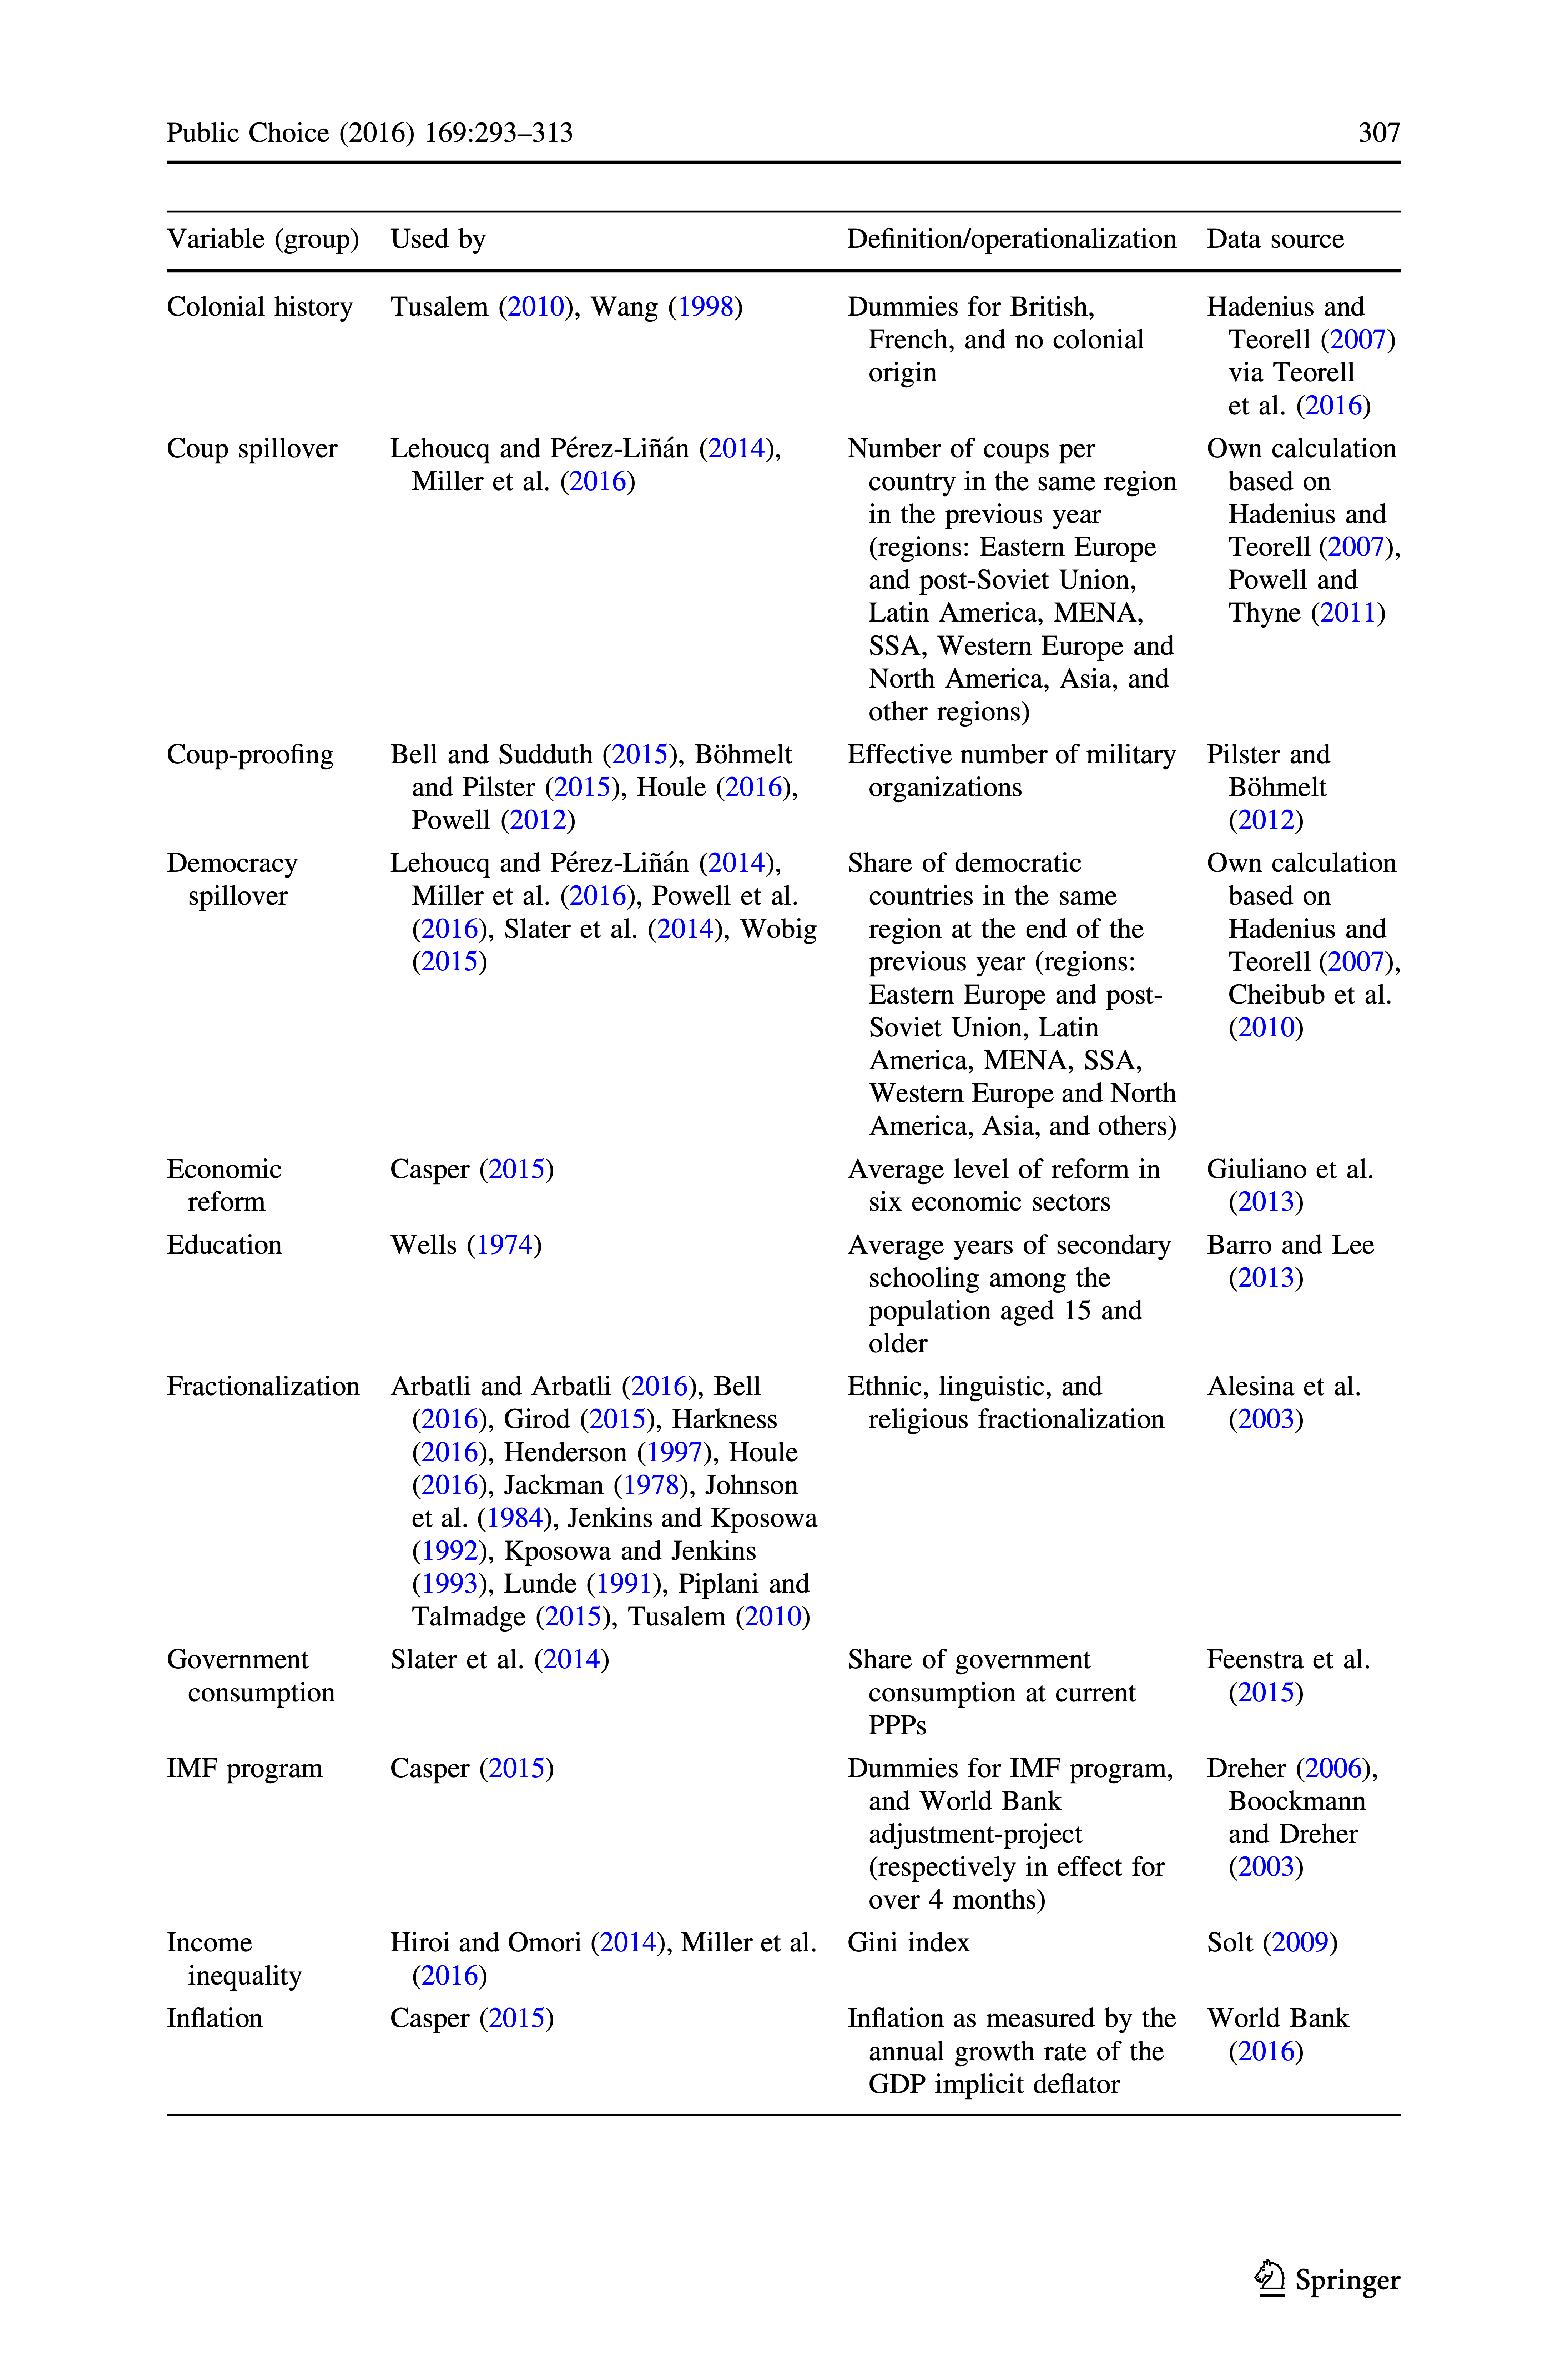 Public Choice (2016) 169:293–313 307
Variable (group) Used by Definition/operationalization Data source
Colonial history Tusalem (2010), Wang (1998) Dummies for British, Hadenius and
French, and no colonial Teorell (2007)
origin via Teorell
et al. (2016)
Coup spillover Lehoucq and Pérez-Liñán (2014), Number of coups per Own calculation
Miller et al. (2016) country in the same region based on
in the previous year Hadenius and
(regions: Eastern Europe Teorell (2007),
and post-Soviet Union, Powell and
Latin America, MENA, Thyne (2011)
SSA, Western Europe and
North America, Asia, and
other regions)
Coup-proofing Bell and Sudduth (2015), Böhmelt Effective number of military Pilster and
and Pilster (2015), Houle (2016), organizations Böhmelt
Powell (2012) (2012)
Democracy Lehoucq and Pérez-Liñán (2014), Share of democratic Own calculation
spillover Miller et al. (2016), Powell et al. countries in the same based on
(2016), Slater et al. (2014), Wobig region at the end of the Hadenius and
(2015) previous year (regions: Teorell (2007),
Eastern Europe and post- Cheibub et al.
Soviet Union, Latin (2010)
America, MENA, SSA,
Western Europe and North
America, Asia, and others)
Economic Casper (2015) Average level of reform in Giuliano et al.
reform six economic sectors (2013)
Education Wells (1974) Average years of secondary Barro and Lee
schooling among the (2013)
population aged 15 and
older
Fractionalization Arbatli and Arbatli (2016), Bell Ethnic, linguistic, and Alesina et al.
(2016), Girod (2015), Harkness religious fractionalization (2003)
(2016), Henderson (1997), Houle
(2016), Jackman (1978), Johnson
et al. (1984), Jenkins and Kposowa
(1992), Kposowa and Jenkins
(1993), Lunde (1991), Piplani and
Talmadge (2015), Tusalem (2010)
Government Slater et al. (2014) Share of government Feenstra et al.
consumption consumption at current (2015)
PPPs
IMF program Casper (2015) Dummies for IMF program, Dreher (2006),
and World Bank Boockmann
adjustment-project and Dreher
(respectively in effect for (2003)
over 4 months)
Income Hiroi and Omori (2014), Miller et al. Gini index Solt (2009)
inequality (2016)
Inflation Casper (2015) Inflation as measured by the World Bank
annual growth rate of the (2016)
GDP implicit deflator
Springer